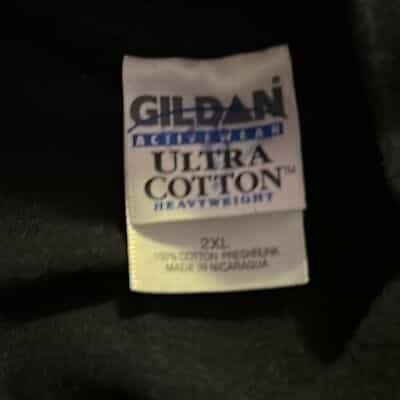 GILDAN
ACTIVEWEAR
ULTRA
COTTON™
HEAVYWEIGHT
2XL
100% COTTON PRESHRUNK
MADE IN NICARAGUA